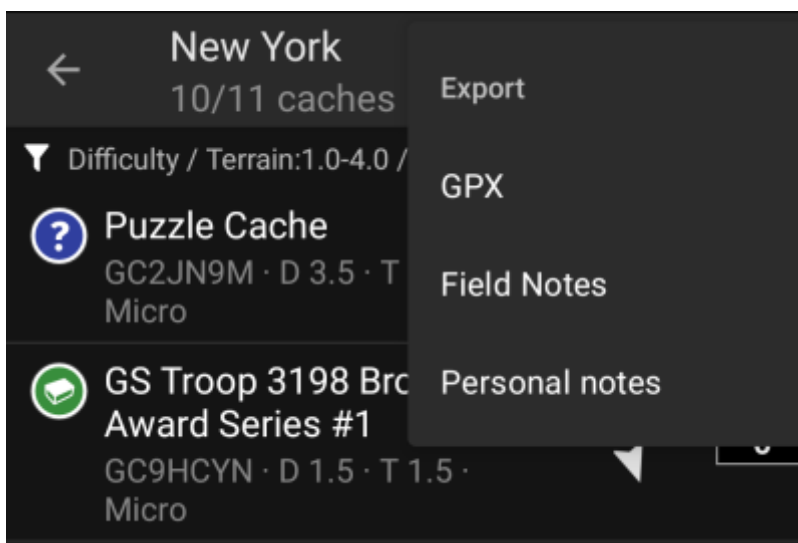 New York
10/11 caches
Difficulty / Terrain:1.0-4.0 /
Puzzle Cache
GC2JN9M · D 3.5 · T
Micro
GS Troop 3198 Bro
Award Series #1
GC9HCYN · D 1.5 · T 1.5 ·
Micro
Export
GPX
Field Notes
Personal notes